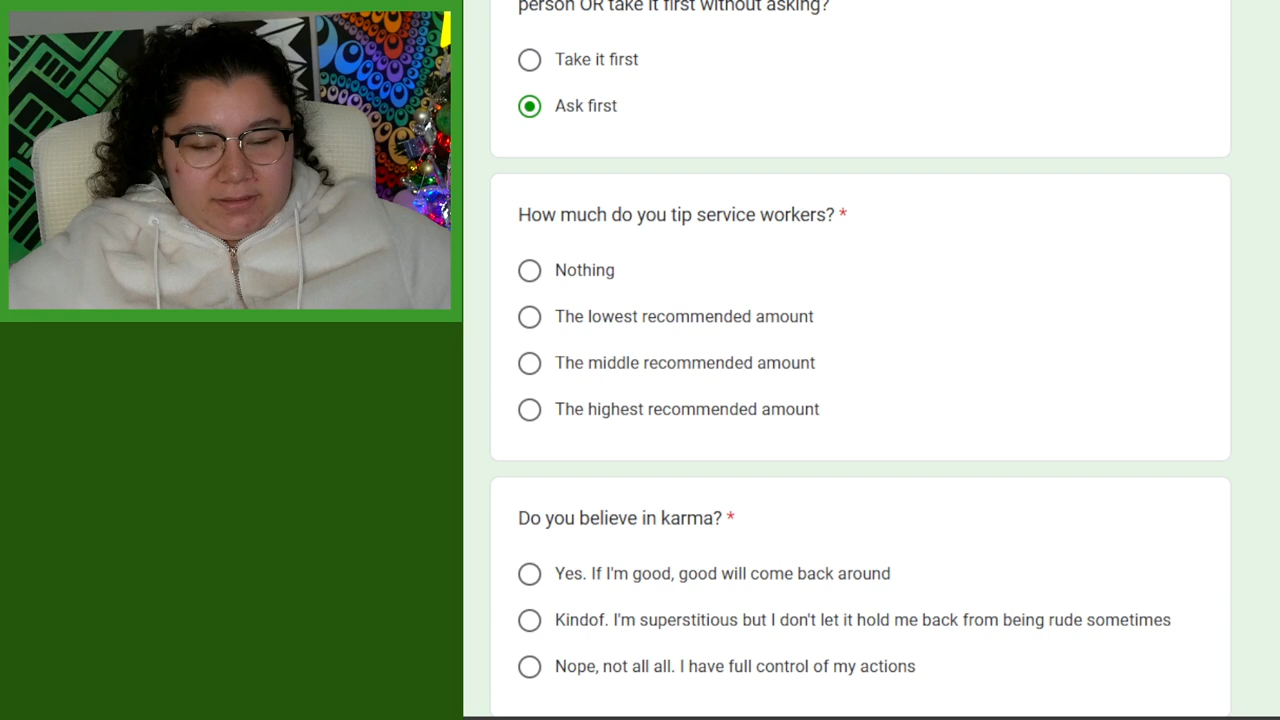 person OR take it first without asking?
Take it first
Ask first
How much do you tip service workers? *
Nothing
The lowest recommended amount
The middle recommended amount
The highest recommended amount
Do you believe in karma? *
Yes. If I'm good, good will come back around
Kindof. I'm superstitious but I don't let it hold me back from being rude sometimes
Nope, not all all. I have full control of my actions